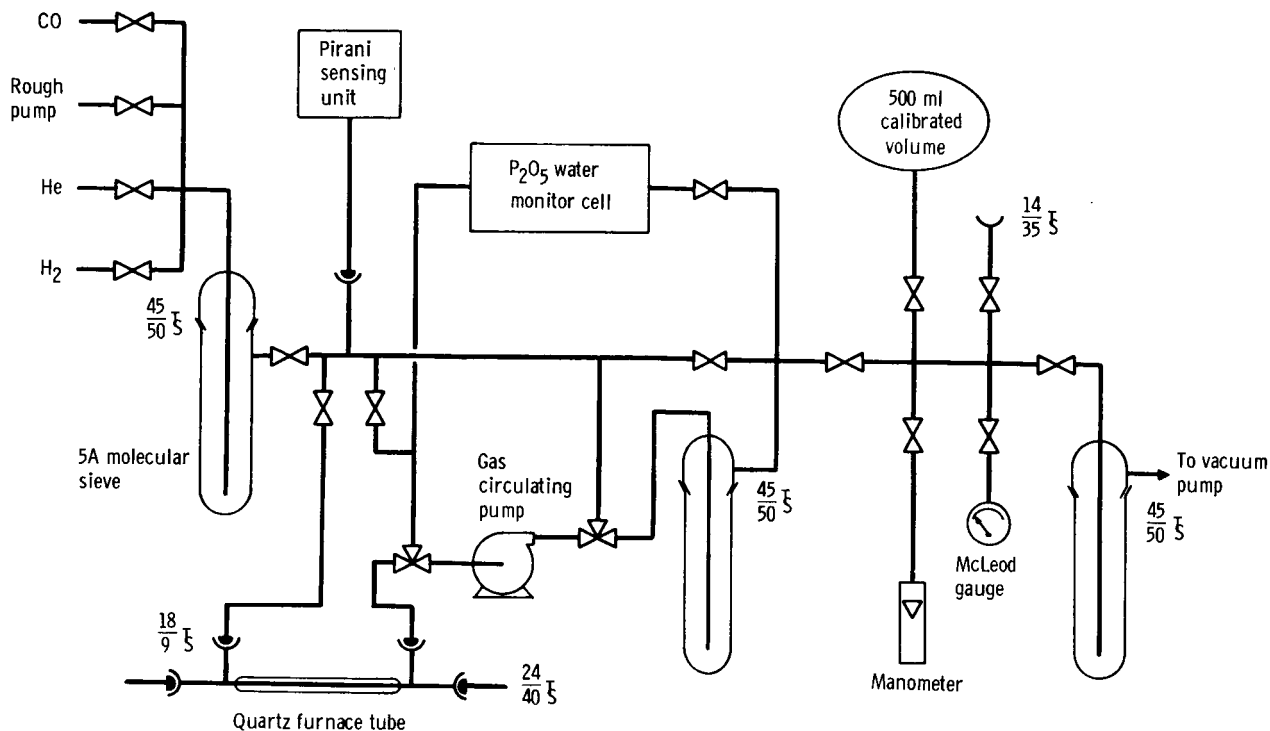 CO
Rough
pump
He
H2
Pirani
sensing
unit
P2O5 water
monitor cell
500 ml
calibrated
volume
14
35 T S
45
50 T S
5A molecular
sieve
Gas
circulating
pump
45
50 T S
McLeod
gauge
To vacuum
pump
45
50 T S
18
9 T S
24
40 T S
Quartz furnace tube
Manometer